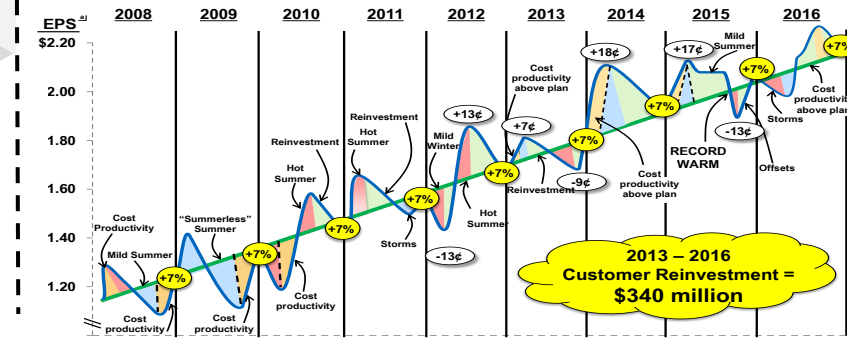 EPS a]
2008
2009
2010
2011
2012
2013
2014
2015
2016
$2.20
2.00
1.80
1.60
1.40
1.20
Cost
Productivity
Mild Summer
Cost
productivity
+7%
“Summerless”
Summer
Cost
productivity
+7%
Hot
Summer
Reinvestment
Cost
productivity
+7%
Hot
Summer
Reinvestment
Storms
+7%
Mild
Winter
+13¢
-13¢
Hot
Summer
+7%
Cost
productivity
above plan
+7¢
Reinvestment
-9¢
+7%
+18¢
Cost
productivity
above plan
+7%
+17¢
Mild
Summer
RECORD
WARM
-13¢
Offsets
+7%
Storms
Cost
productivity
above plan
+7%
2013 – 2016
Customer Reinvestment =
$340 million